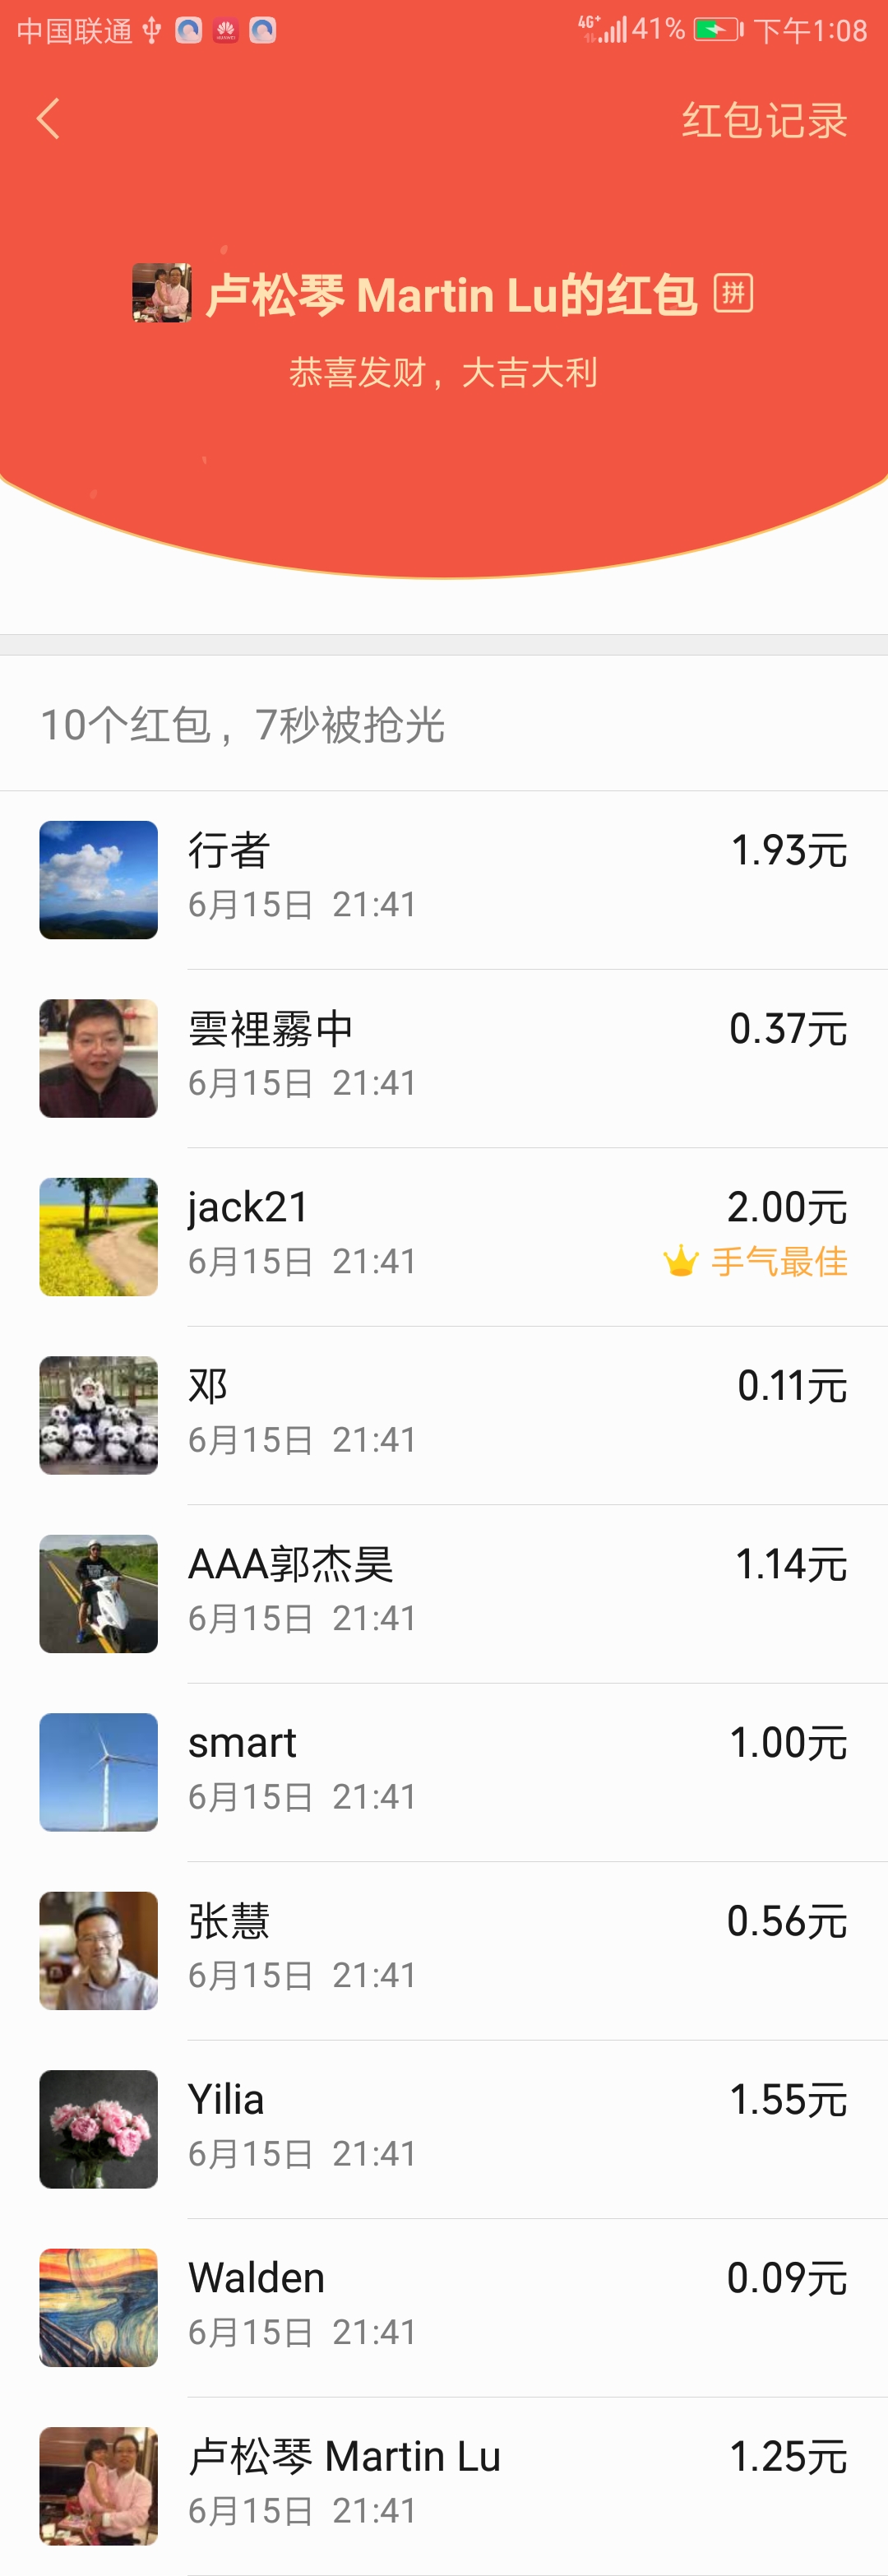 中国联通 4G+ 41% 下午1:08
红包记录
卢松琴 Martin Lu的红包 拼
恭喜发财，大吉大利
10个红包，7秒被抢光
行者 1.93元
6月15日 21:41
雲裡霧中 0.37元
6月15日 21:41
jack21 2.00元
6月15日 21:41 手气最佳
邓 0.11元
6月15日 21:41
AAA郭杰昊 1.14元
6月15日 21:41
smart 1.00元
6月15日 21:41
张慧 0.56元
6月15日 21:41
Yilia 1.55元
6月15日 21:41
Walden 0.09元
6月15日 21:41
卢松琴 Martin Lu 1.25元
6月15日 21:41